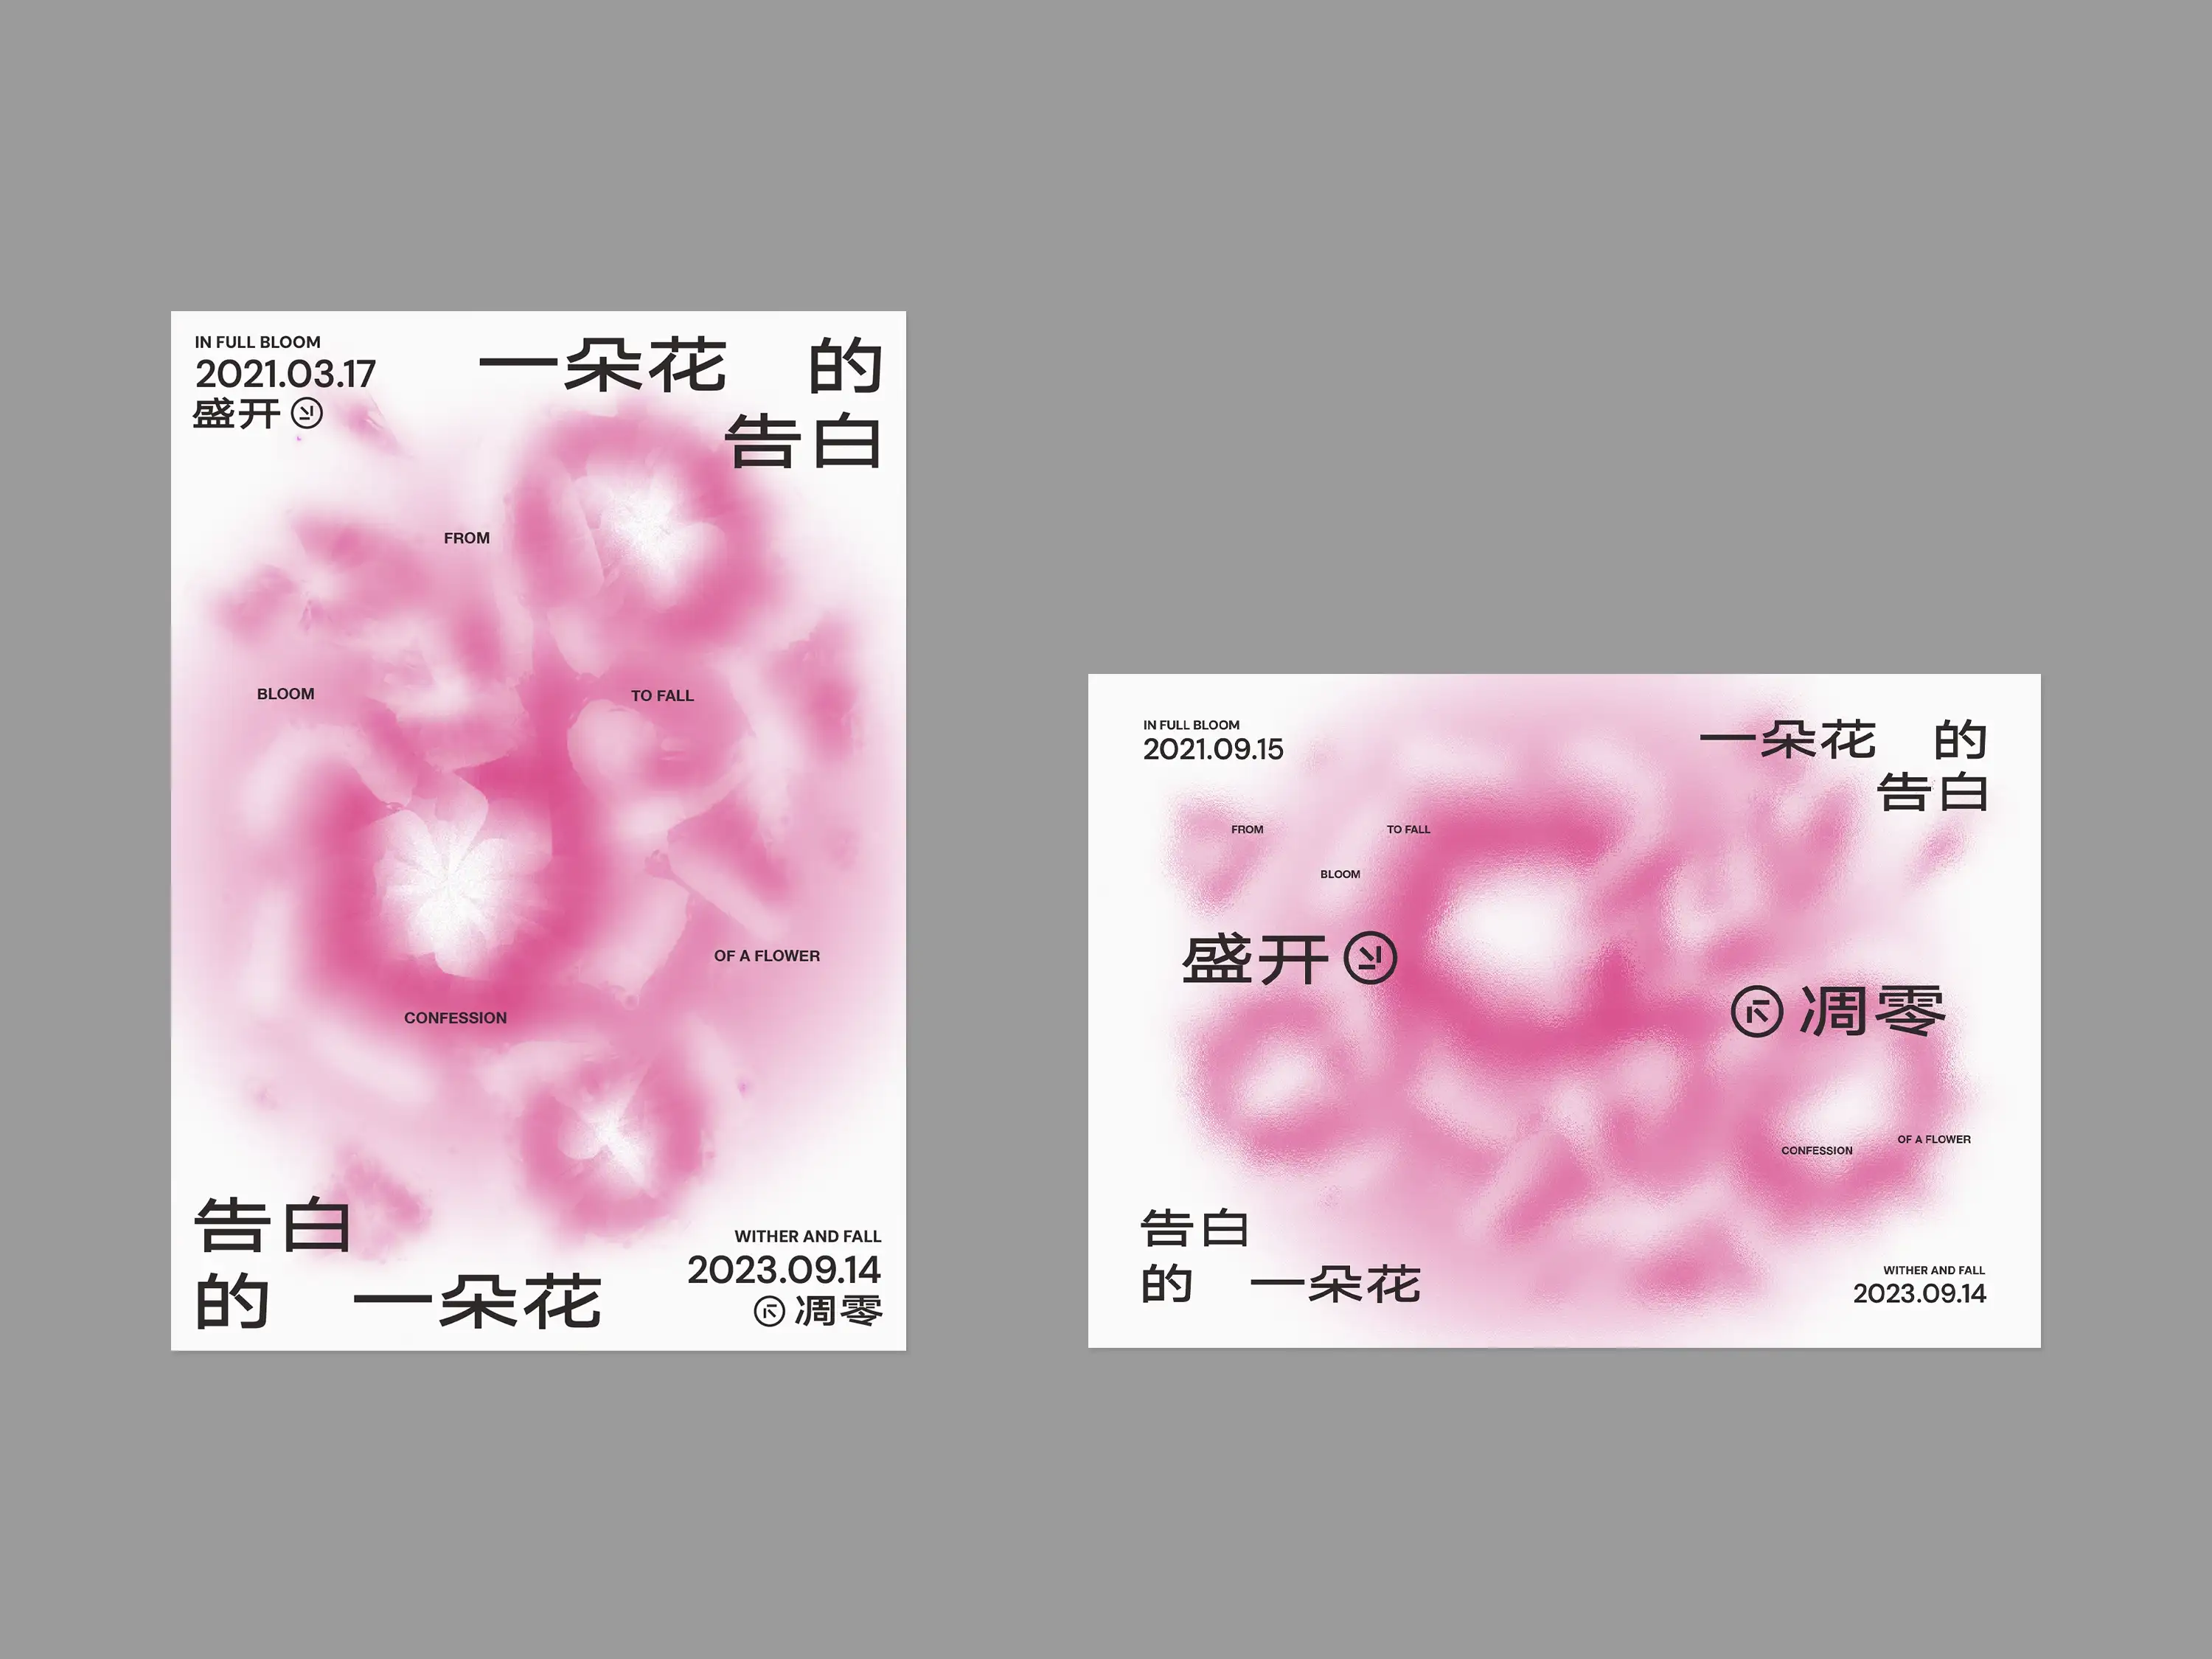 IN FULL BLOOM
2021.03.17
盛开
一朵花 的
告白
FROM
BLOOM
TO FALL
OF A FLOWER
CONFESSION
告白
的 一朵花
WITHER AND FALL
2023.09.14
凋零
IN FULL BLOOM
2021.09.15
一朵花 的
告白
FROM
TO FALL
BLOOM
盛开
凋零
CONFESSION
OF A FLOWER
告白
的 一朵花
WITHER AND FALL
2023.09.14